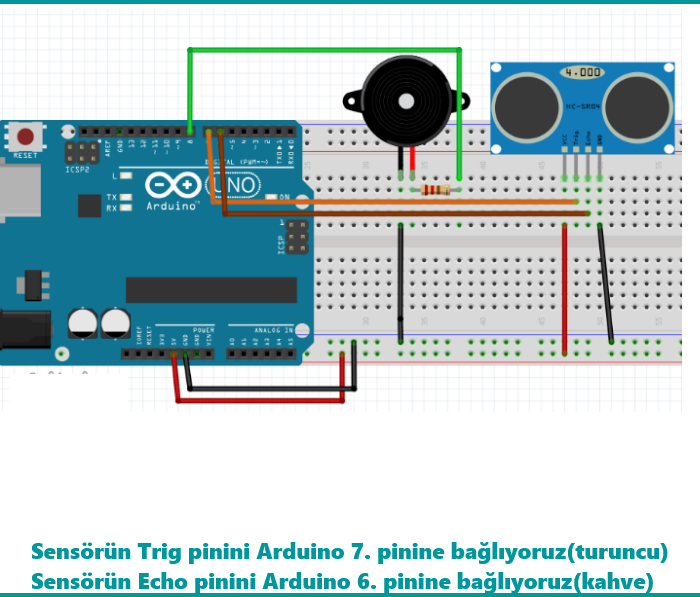 4.000
HC-SR04
Vcc Trig Echo GND
RESET
ICSP2
AREF
GND
13
12
~11
~10
~9
8
7
~6
~5
4
~3
2
TX0▶1
RX0◀0
DIGITAL (PWM=~)
L
UNO
TX
RX
ON
Arduino™
1
ICSP
POWER
ANALOG IN
IOREF
RESET
3V3
5V
GND
GND
VIN
A0
A1
A2
A3
A4
A5
Sensörün Trig pinini Arduino 7. pinine bağlıyoruz(turuncu)
Sensörün Echo pinini Arduino 6. pinine bağlıyoruz(kahve)